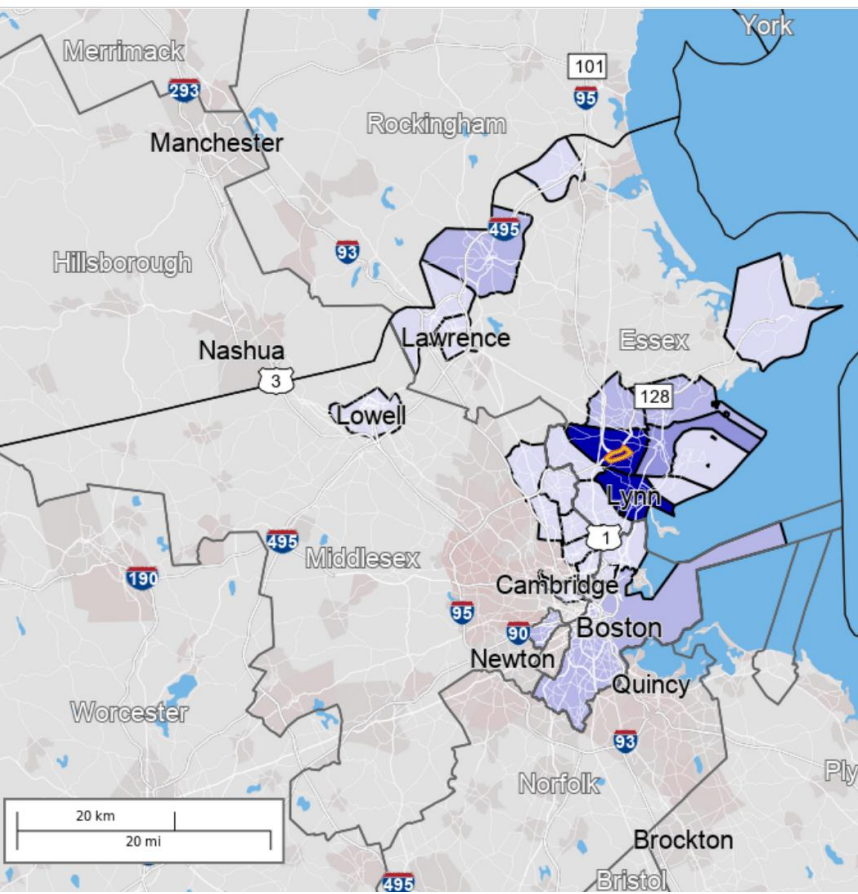 York
Merrimack
101
293
95
Rockingham
Manchester
495
93
Hillsborough
Lawrence
Essex
Nashua
3
128
Lowell
Lynn
1
495
Middlesex
190
Cambridge
95
90
Boston
Newton
Quincy
Worcester
93
Ply
Norfolk
20 km
20 mi
Brockton
495
Bristol